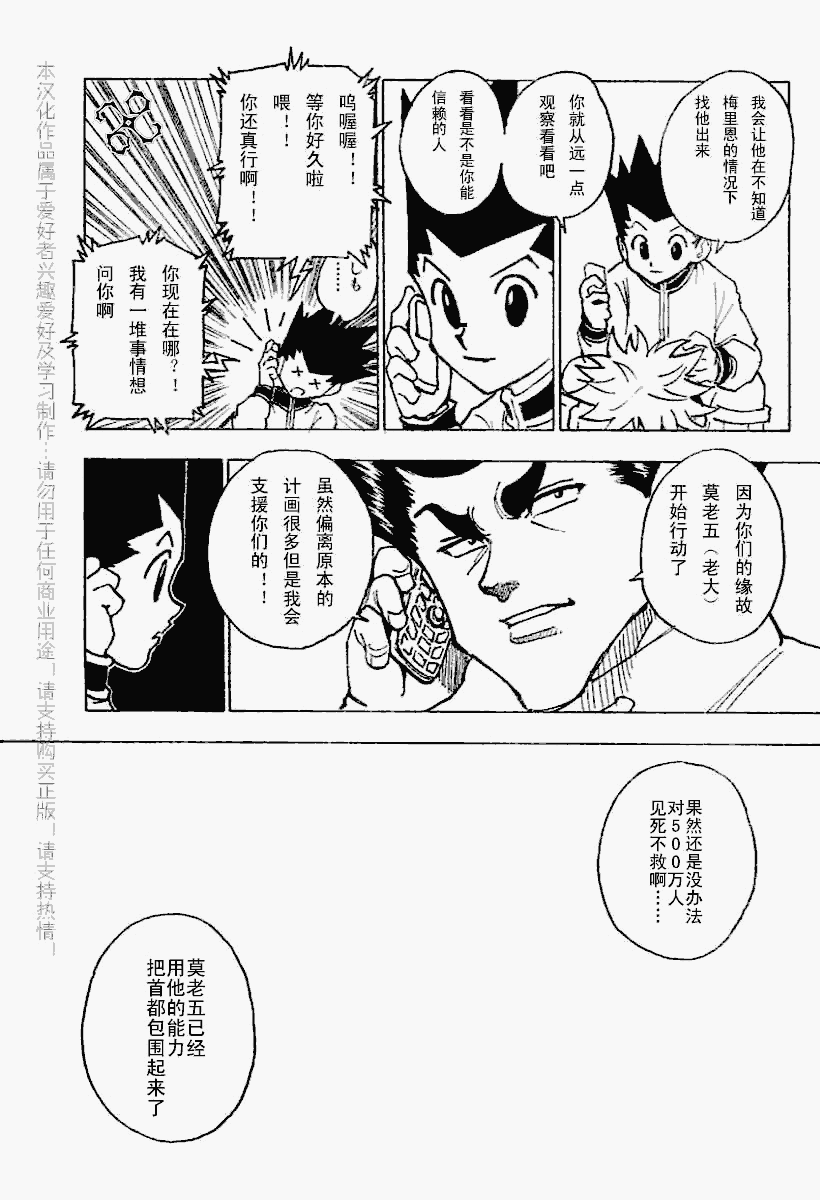 我会让他在不知道
梅里恩的情况下
找他出来
你就从远一点
观察看看吧
看看是不是你能
信赖的人
呜喔喔！！
等你好久啦
喂！！
你还真行啊！！
もし
……
你现在在哪？！
我有一堆事情想
问你啊
因为你们的缘故
莫老五（老大）
开始行动了
虽然偏离原本的
计画很多但是我会
支援你们的！！
果然还是没办法
对500万人
见死不救啊……
莫老五已经
用他的能力
把首都包围起来了
本汉化作品属于爱好者兴趣爱好及学习制作…请勿用于任何商业用途！请支持购买正版！请支持热情！